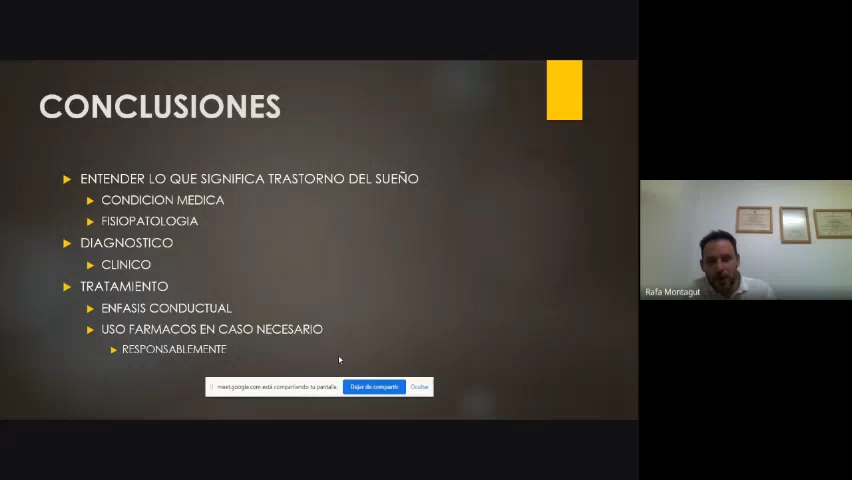 CONCLUSIONES
ENTENDER LO QUE SIGNIFICA TRASTORNO DEL SUEÑO
CONDICION MEDICA
FISIOPATOLOGIA
DIAGNOSTICO
CLINICO
TRATAMIENTO
ENFASIS CONDUCTUAL
USO FARMACOS EN CASO NECESARIO
RESPONSABLEMENTE
meet.google.com está compartiendo tu pantalla.
Dejar de compartir
Ocultar
Rafa Montagut